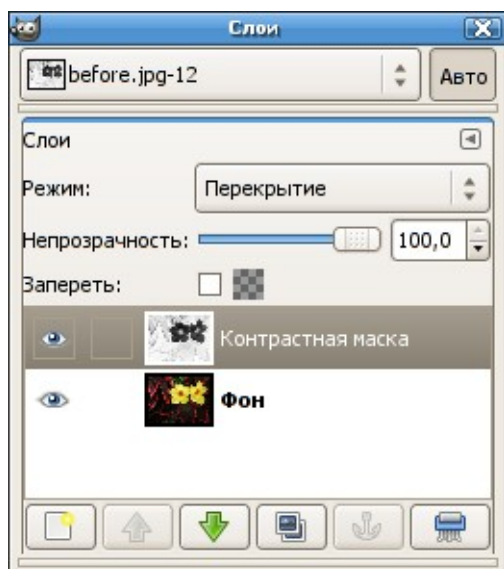 Слои
before.jpg-12
Авто
Слои
Режим: Перекрытие
Непрозрачность: 100,0
Запереть:
Контрастная маска
Фон